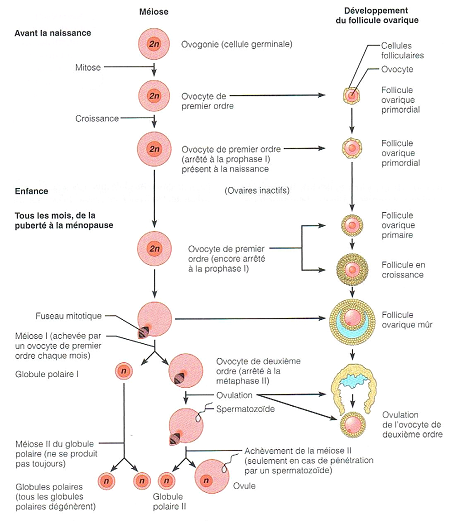 Méiose
Développement
du follicule ovarique
Avant la naissance
2n
Ovogonie (cellule germinale)
Cellules
folliculaires
Mitose
Ovocyte
2n
Ovocyte de
premier ordre
Follicule
ovarique
primordial
Croissance
2n
Ovocyte de premier ordre
(arrêté à la prophase I)
présent à la naissance
Follicule
ovarique
primordial
Enfance
(Ovaires inactifs)
Tous les mois, de la
puberté à la ménopause
Follicule
ovarique
primaire
2n
Ovocyte de premier
ordre (encore arrêté
à la prophase I)
Follicule en
croissance
Fuseau mitotique
Follicule
ovarique mûr
Méiose I (achevée par
un ovocyte de premier
ordre chaque mois)
Globule polaire I
n
Ovocyte de deuxième
ordre (arrêté à la
métaphase II)
Ovulation
Spermatozoïde
Ovulation
de l'ovocyte de
deuxième ordre
Méiose II du globule
polaire (ne se produit
pas toujours)
Achèvement de la méiose II
(seulement en cas de pénétration
par un spermatozoïde)
n
n
n
n
Globules polaires
(tous les globules
polaires dégénèrent)
Globule
polaire II
Ovule